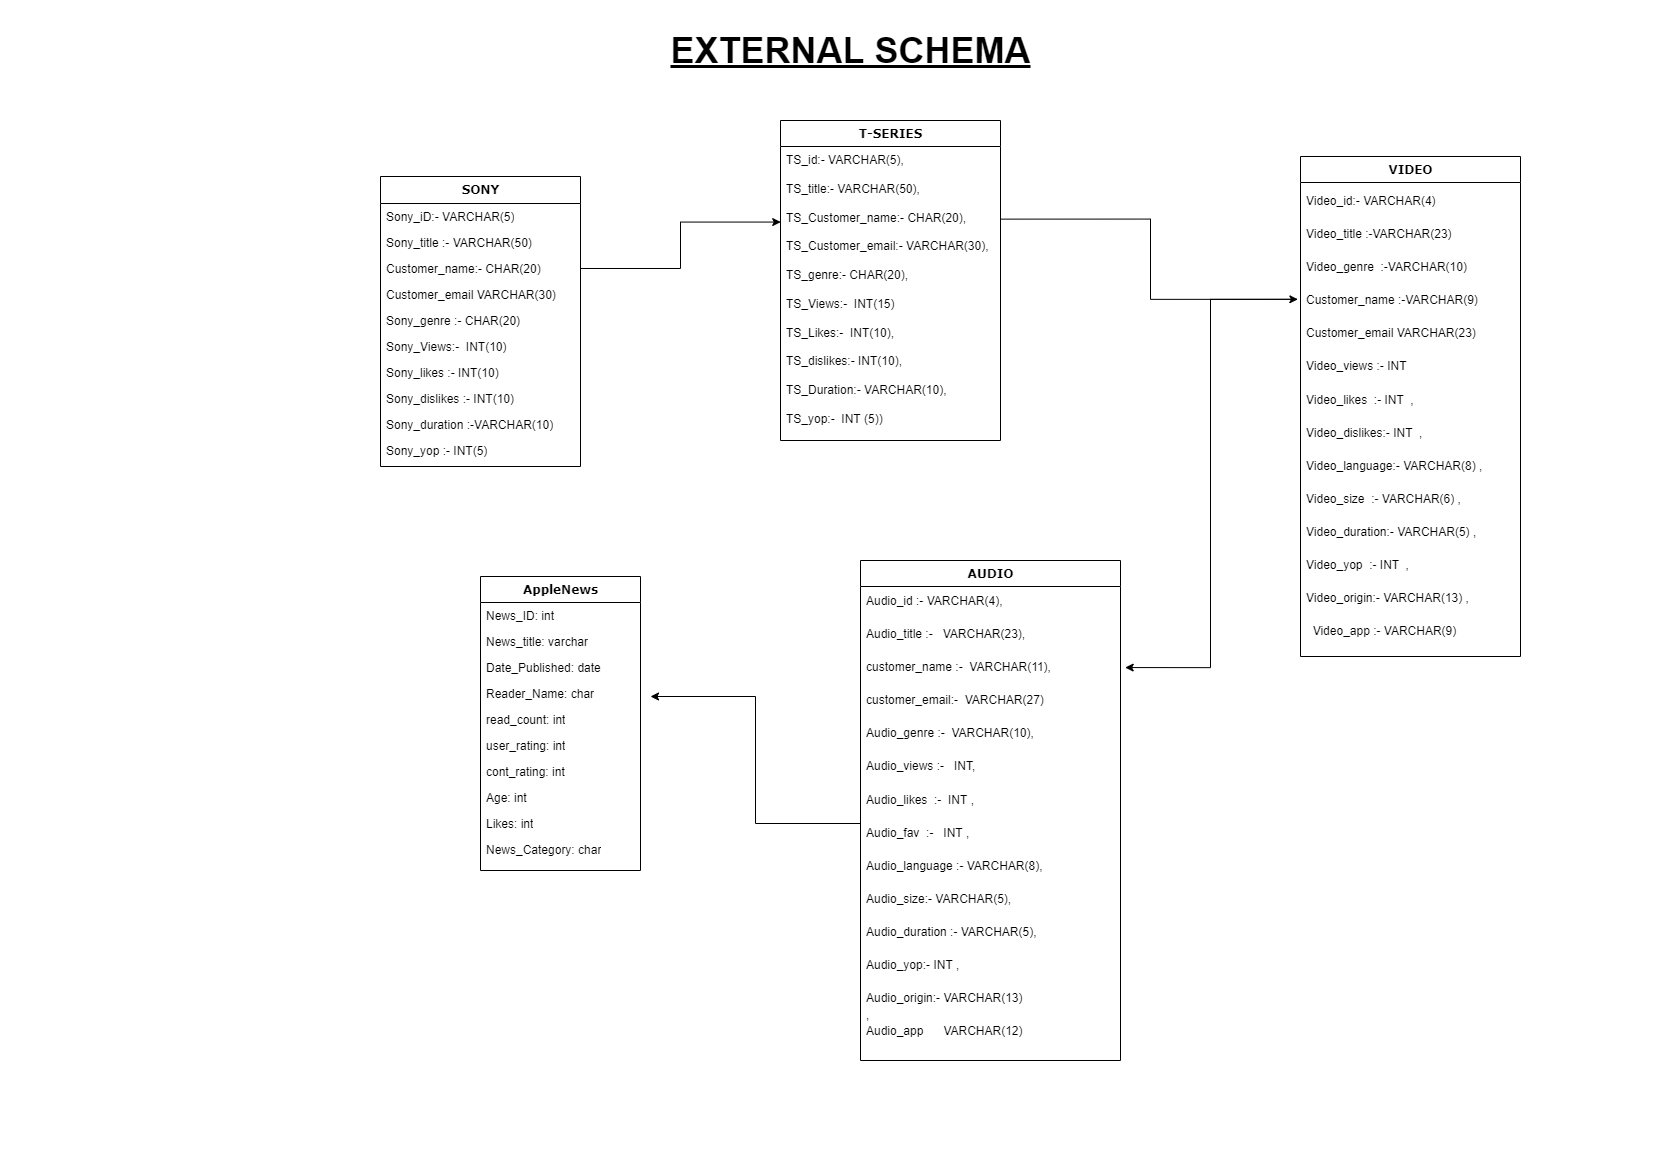 EXTERNAL SCHEMA
SONY
Sony_iD:- VARCHAR(5)
Sony_title :- VARCHAR(50)
Customer_name:- CHAR(20)
Customer_email VARCHAR(30)
Sony_genre :- CHAR(20)
Sony_Views:-  INT(10)
Sony_likes :- INT(10)
Sony_dislikes :- INT(10)
Sony_duration :-VARCHAR(10)
Sony_yop :- INT(5)
T-SERIES
TS_id:- VARCHAR(5),
TS_title:- VARCHAR(50),
TS_Customer_name:- CHAR(20),
TS_Customer_email:- VARCHAR(30),
TS_genre:- CHAR(20),
TS_Views:-  INT(15)
TS_Likes:-  INT(10),
TS_dislikes:- INT(10),
TS_Duration:- VARCHAR(10),
TS_yop:-  INT (5))
VIDEO
Video_id:- VARCHAR(4)
Video_title :-VARCHAR(23)
Video_genre  :-VARCHAR(10)
Customer_name :-VARCHAR(9)
Customer_email VARCHAR(23)
Video_views :- INT
Video_likes  :- INT  ,
Video_dislikes:- INT  ,
Video_language:- VARCHAR(8) ,
Video_size  :- VARCHAR(6) ,
Video_duration:- VARCHAR(5) ,
Video_yop  :- INT  ,
Video_origin:- VARCHAR(13) ,
Video_app :- VARCHAR(9)
AppleNews
News_ID: int
News_title: varchar
Date_Published: date
Reader_Name: char
read_count: int
user_rating: int
cont_rating: int
Age: int
Likes: int
News_Category: char
AUDIO
Audio_id :- VARCHAR(4),
Audio_title :-   VARCHAR(23),
customer_name :-  VARCHAR(11),
customer_email:-  VARCHAR(27)
Audio_genre :-  VARCHAR(10),
Audio_views :-   INT,
Audio_likes  :-  INT ,
Audio_fav  :-   INT ,
Audio_language :- VARCHAR(8),
Audio_size:- VARCHAR(5),
Audio_duration :- VARCHAR(5),
Audio_yop:- INT ,
Audio_origin:- VARCHAR(13)
,
Audio_app      VARCHAR(12)